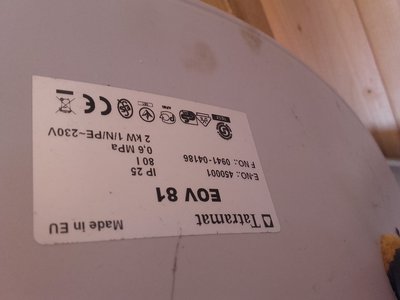 Tatramat
Made in EU
EOV 81
E-NO.: 450001
F NO.: 0941-04186
IP 25
80 l
0,6 MPa
2 kW 1/N/PE~230V
CE